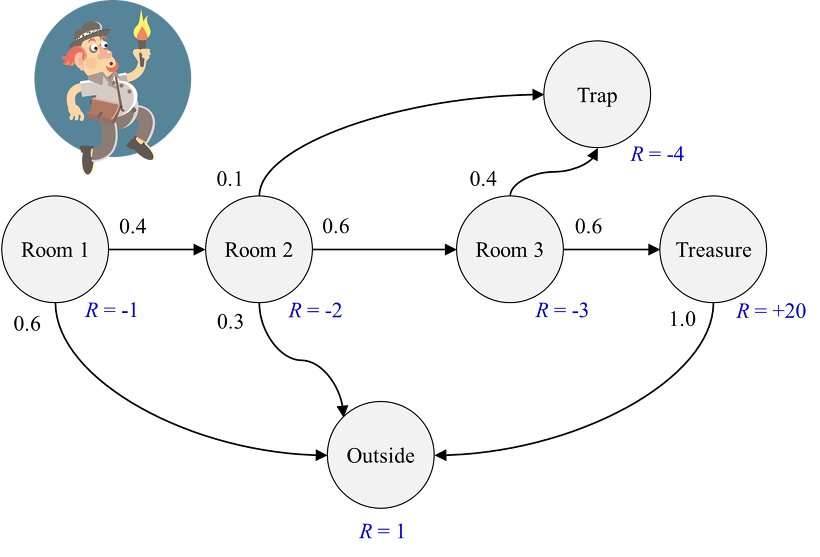 Trap
R = -4
0.1
0.4
0.4
0.6
0.6
Room 1
Room 2
Room 3
Treasure
R = -1
R = -2
R = -3
R = +20
0.6
0.3
1.0
Outside
R = 1